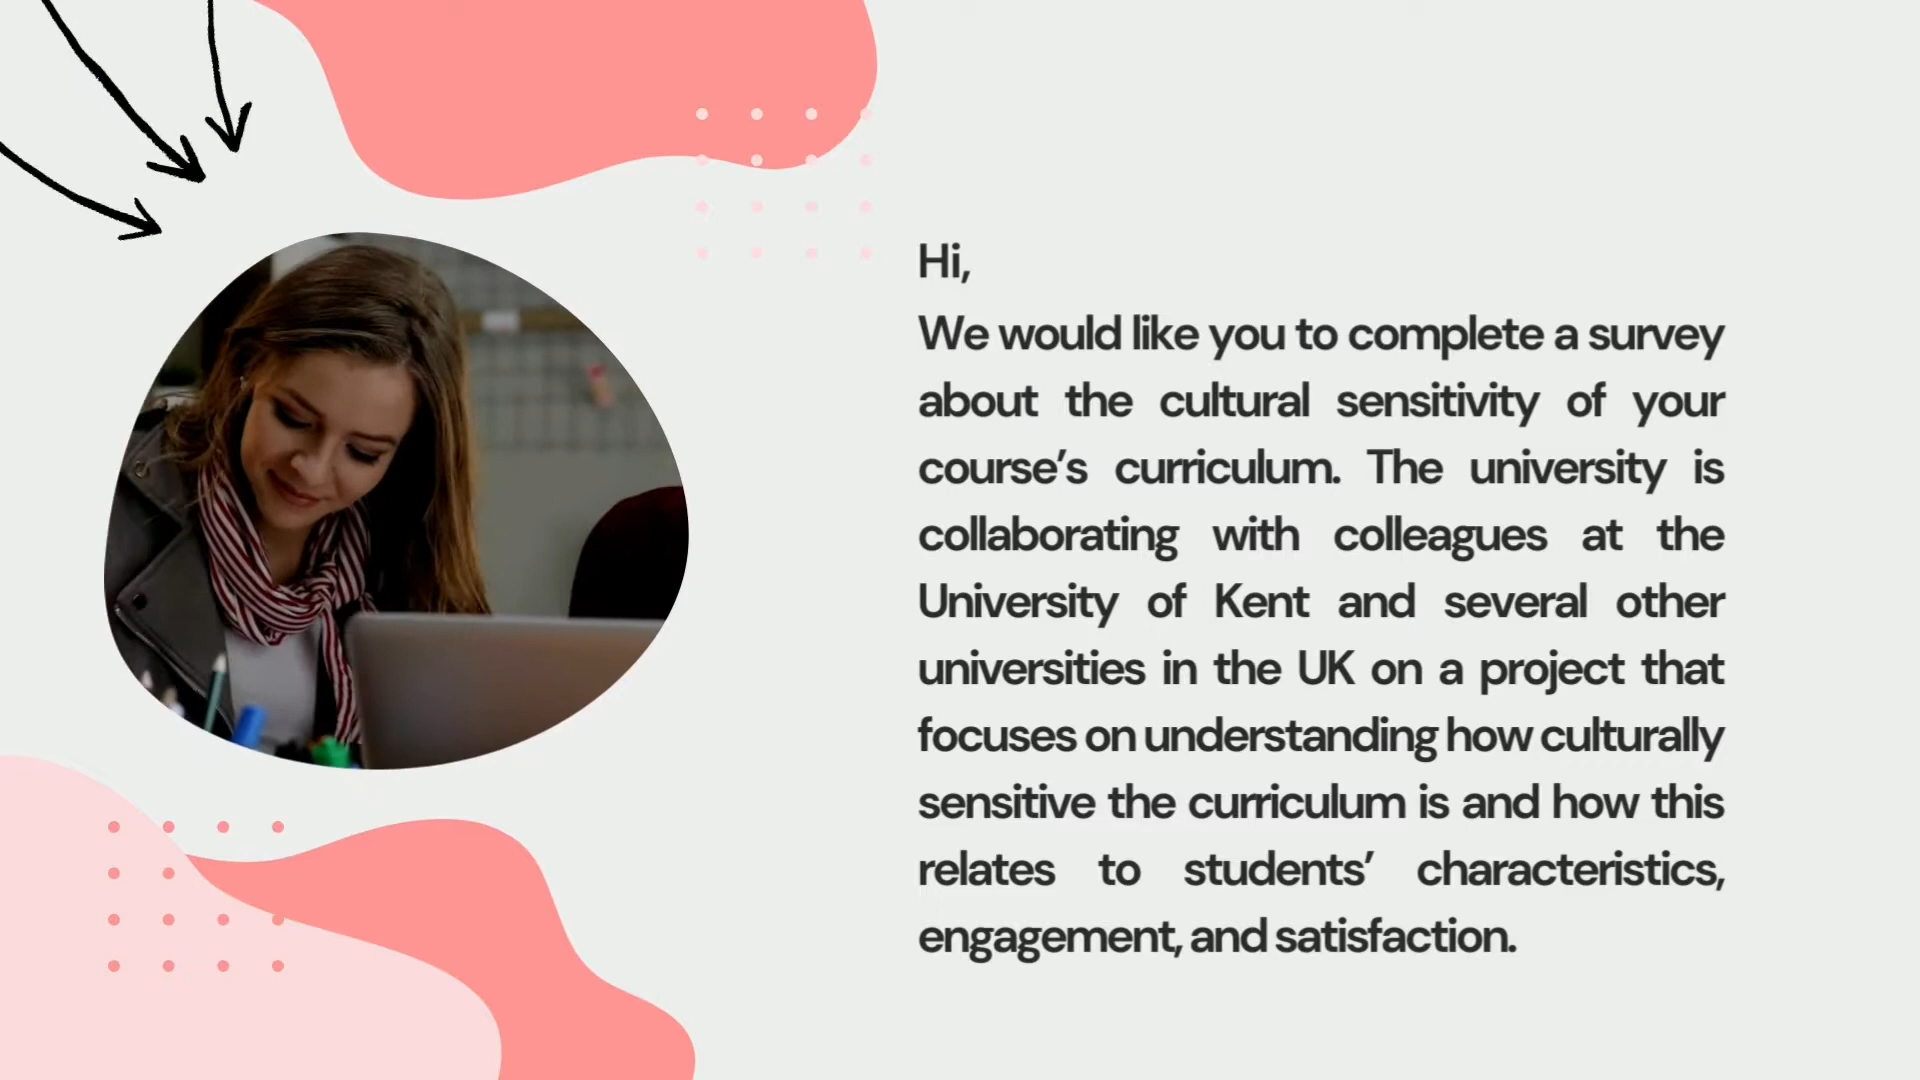 Hi,
We would like you to complete a survey
about the cultural sensitivity of your
course’s curriculum. The university is
collaborating with colleagues at the
University of Kent and several other
universities in the UK on a project that
focuses on understanding how culturally
sensitive the curriculum is and how this
relates to students’ characteristics,
engagement, and satisfaction.